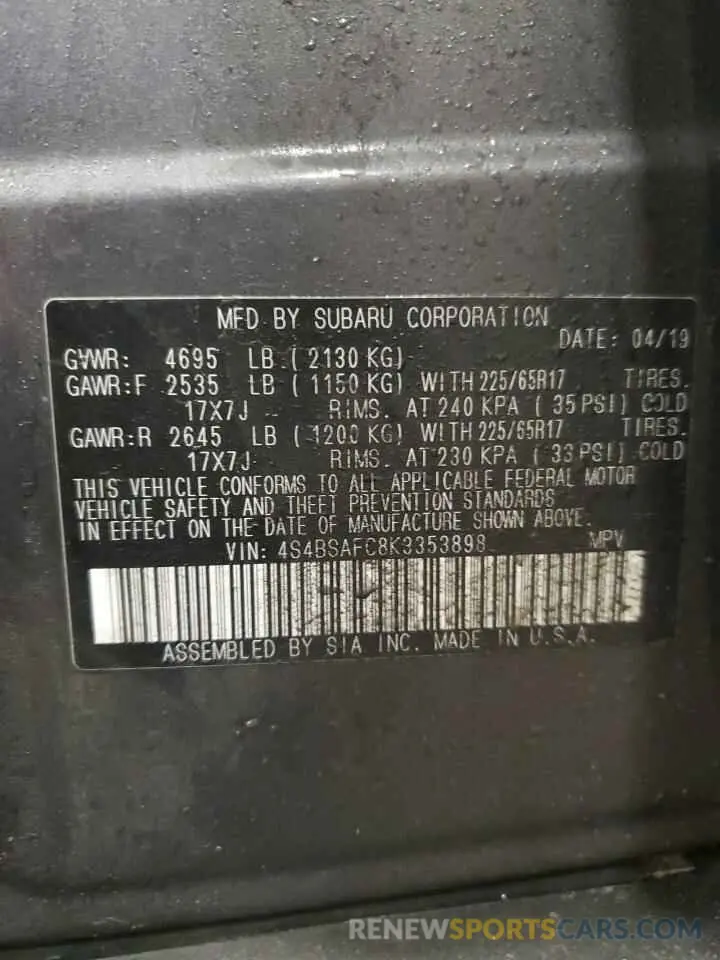 MFD BY SUBARU CORPORATION
DATE: 04/19
GVWR: 4695 LB ( 2130 KG)
GAWR:F 2535 LB ( 1150 KG) WITH 225/65R17 TIRES.
17X7J RIMS. AT 240 KPA ( 35 PSI) COLD
GAWR:R 2645 LB ( 1200 KG) WITH 225/65R17 TIRES.
17X7J RIMS. AT 230 KPA ( 33 PSI) COLD
THIS VEHICLE CONFORMS TO ALL APPLICABLE FEDERAL MOTOR
VEHICLE SAFETY AND THEFT PREVENTION STANDARDS
IN EFFECT ON THE DATE OF MANUFACTURE SHOWN ABOVE.
VIN: 4S4BSAFC8K3353898 MPV
ASSEMBLED BY SIA INC. MADE IN U.S.A.
RENEWSPORTSCARS.COM